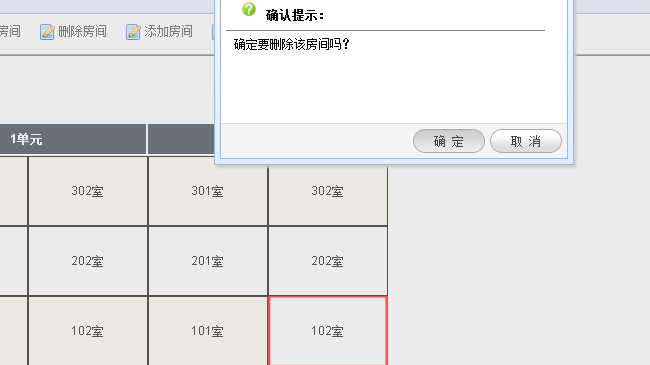 确认提示：
房间 删除房间 添加房间
确定要删除该房间吗？
确 定 取 消
1单元
302室 301室 302室
202室 201室 202室
102室 101室 102室